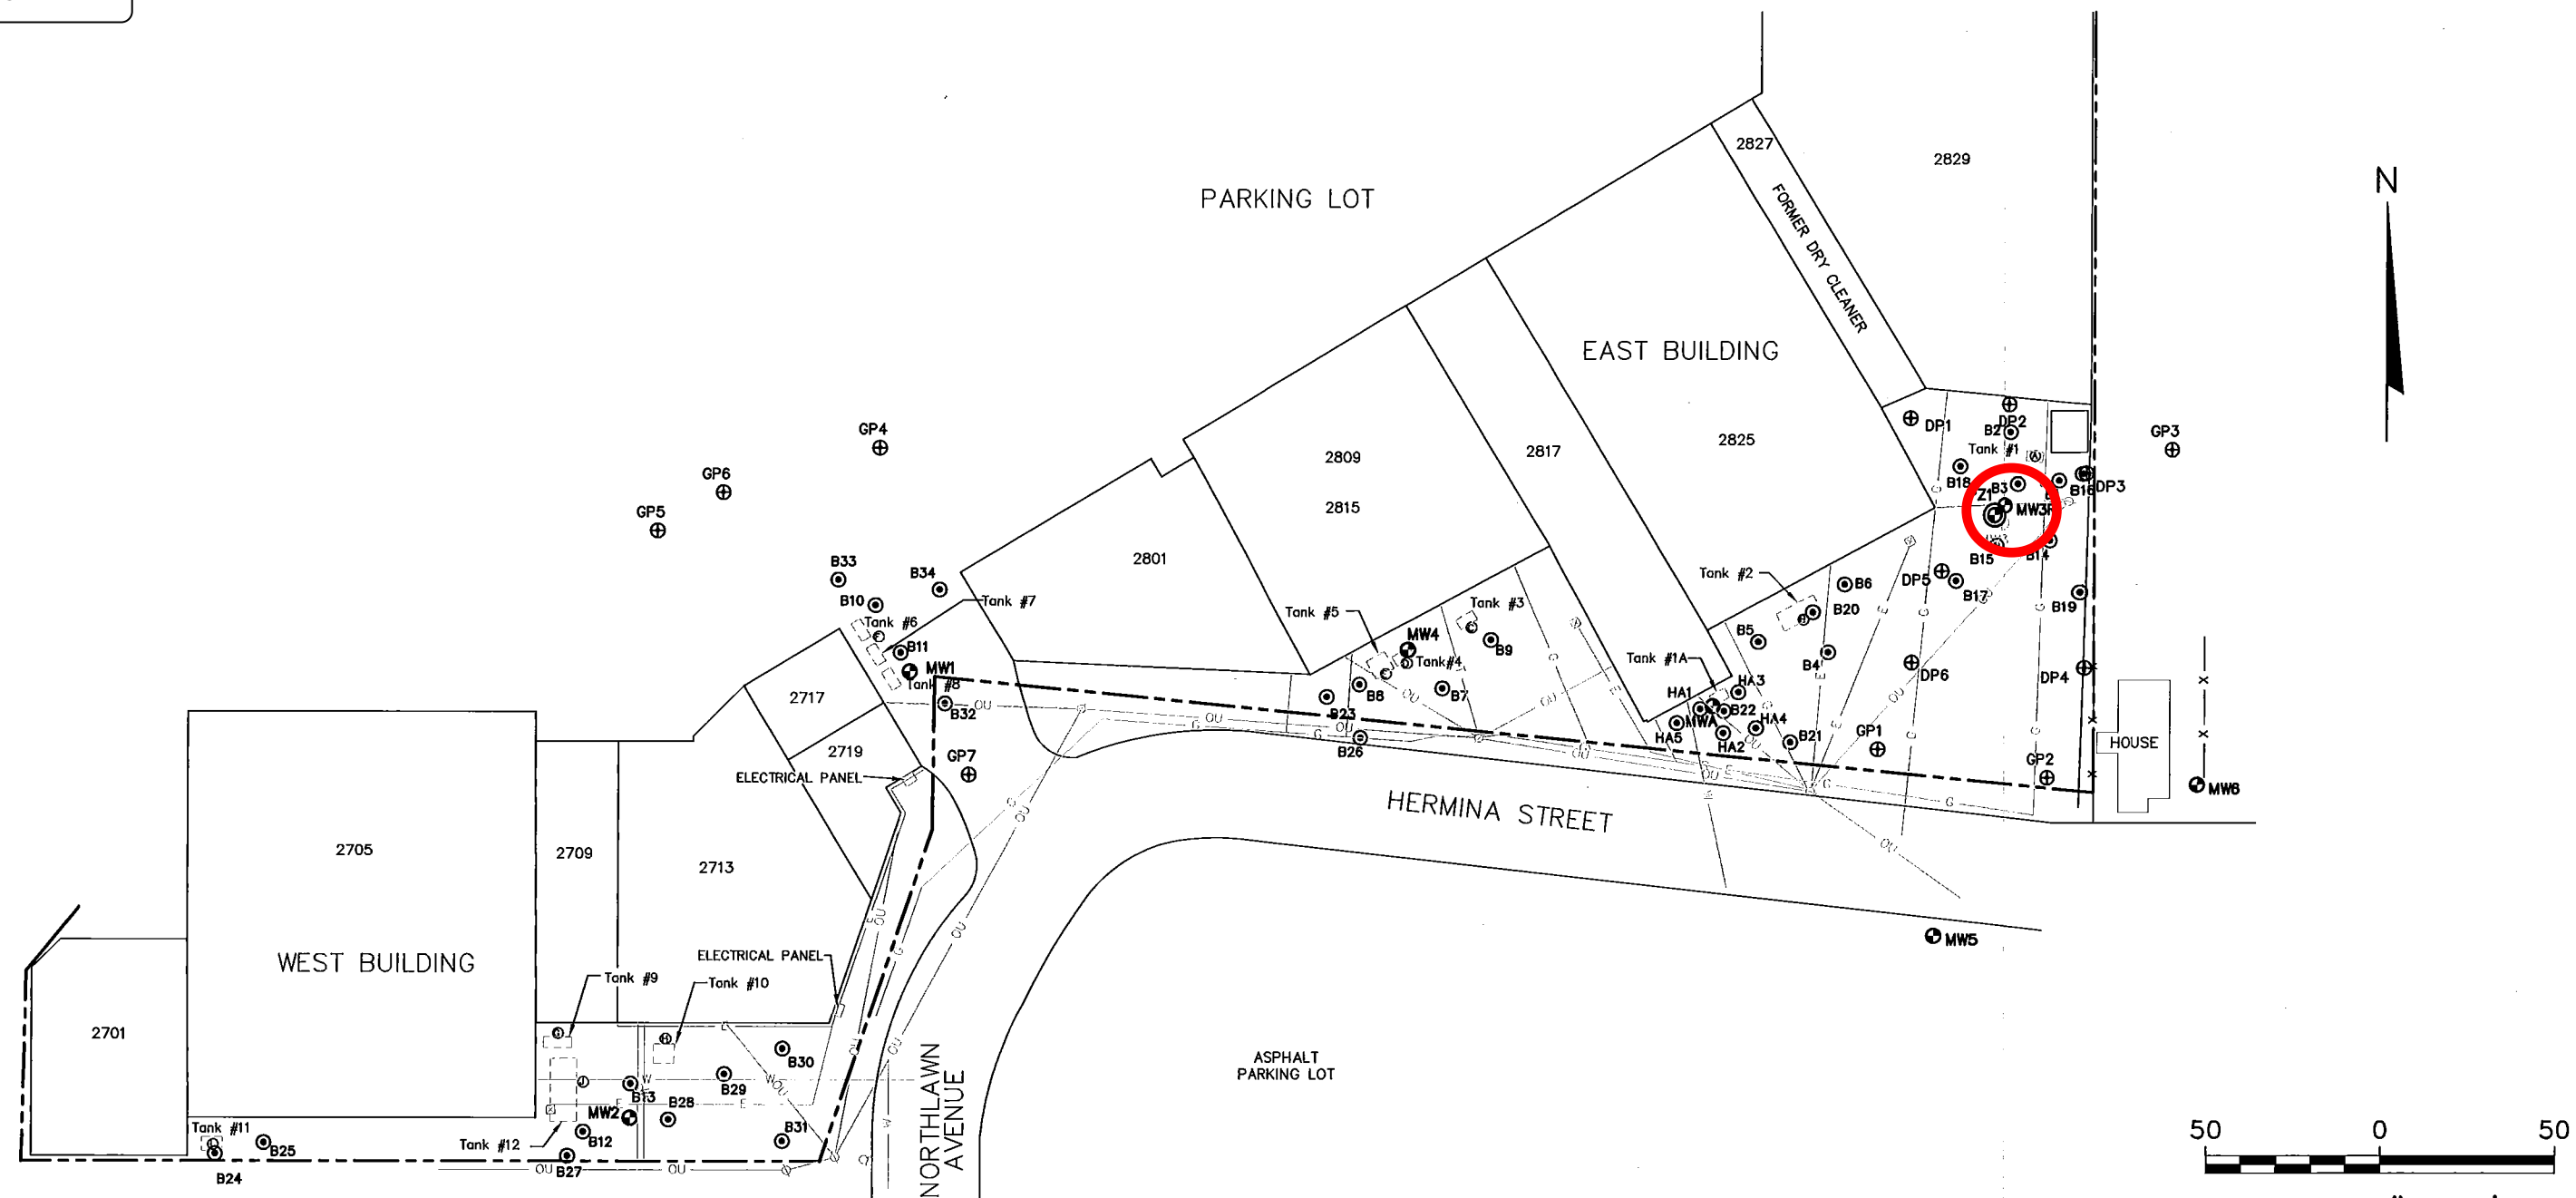 2827
2829
N
PARKING LOT
FORMER DRY CLEANER
EAST BUILDING
DP1
DP2
B2
Tank #1
GP3
GP4
2809
2825
2817
GP6
B18
B3
B16
DP3
GP5
2815
PZ1
MW3R
B15
B14
2801
B33
B34
Tank #2
DP5
B6
B17
B10
Tank #7
Tank #5
Tank #3
B20
B19
Tank #6
B11
MW4
B9
B5
B4
MW1
Tank#4
Tank #1A
DP6
DP4
Tank #8
2717
B8
B7
HA1
HA3
B32
OU
B23
MWA
B22
HA5
HA2
HA4
B21
GP1
B26
2719
GP7
GP2
HOUSE
ELECTRICAL PANEL
MW6
HERMINA STREET
2705
2709
2713
MW5
WEST BUILDING
ELECTRICAL PANEL
Tank #9
Tank #10
2701
B30
ASPHALT
PARKING LOT
B29
B13
B28
MW2
NORTHLAWN
AVENUE
Tank #11
B25
Tank #12
B12
B31
B27
B24
50 0 50